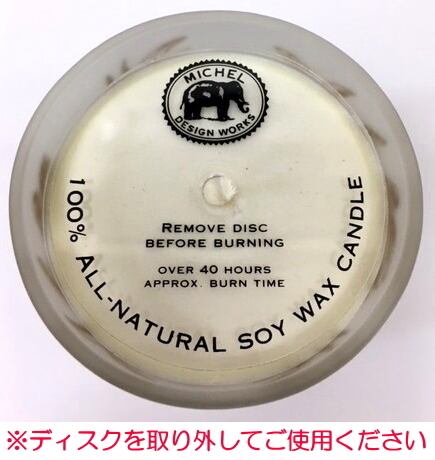 MICHEL
DESIGN WORKS
REMOVE DISC
BEFORE BURNING
OVER 40 HOURS
APPROX. BURN TIME
100% ALL-NATURAL SOY WAX CANDLE
※ディスクを取り外してご使用ください